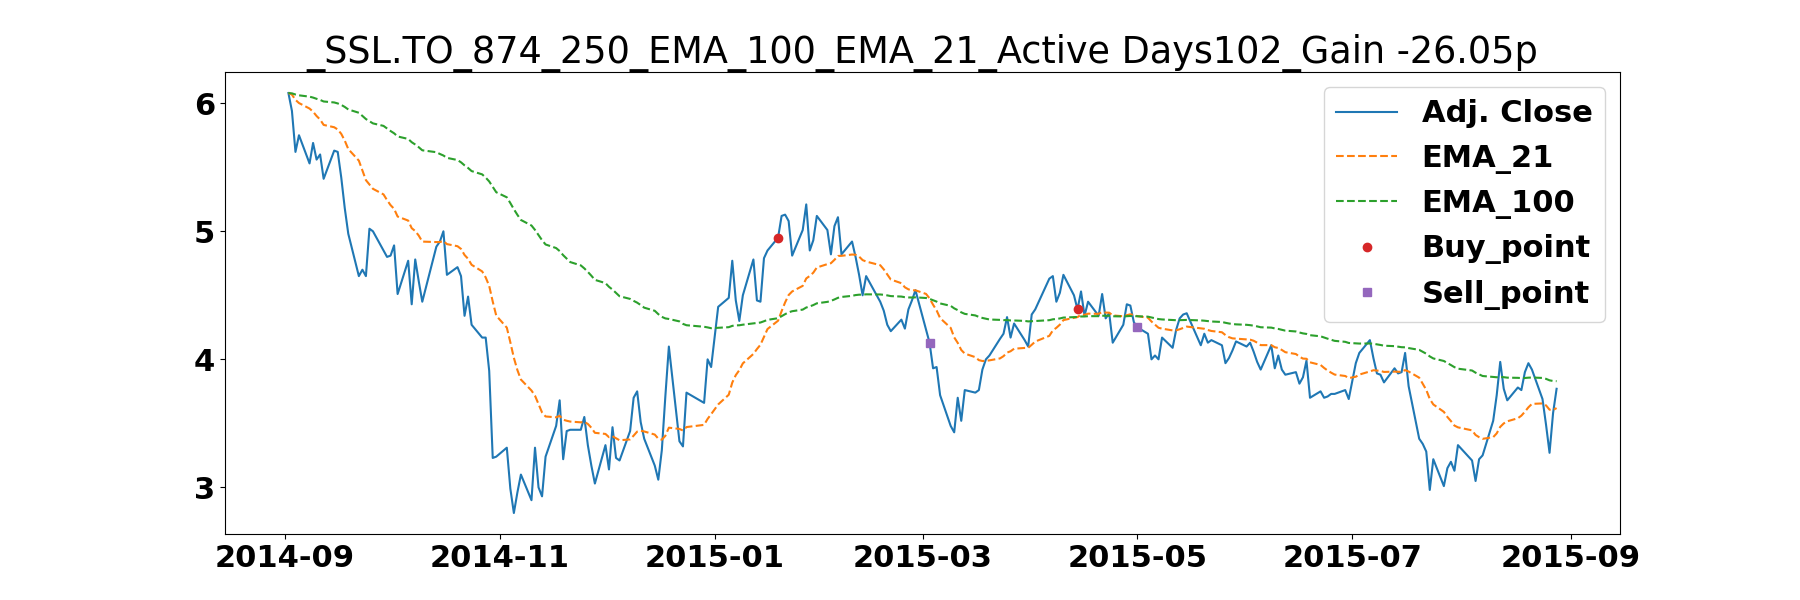 _SSL.TO_874_250_EMA_100_EMA_21_Active Days102_Gain -26.05p
6
5
4
3
Adj. Close
EMA_21
EMA_100
Buy_point
Sell_point
2014-09 2014-11 2015-01 2015-03 2015-05 2015-07 2015-09